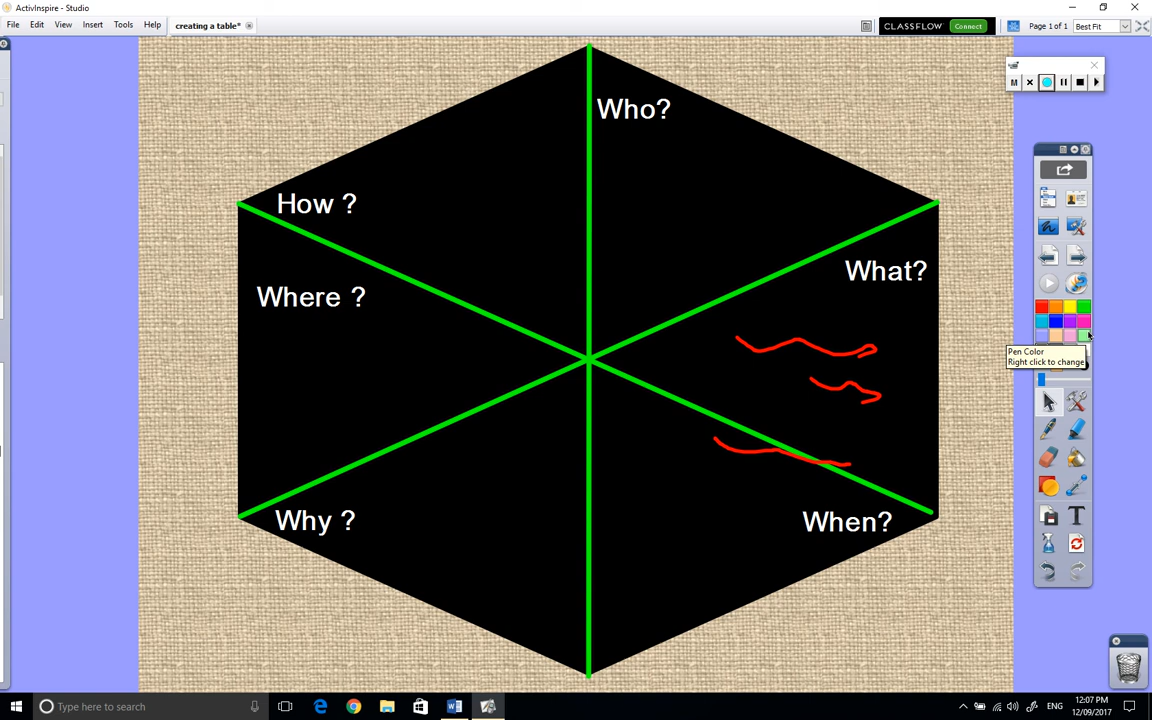 ActivInspire - Studio
File Edit View Insert Tools Help creating a table* CLASSFLOW Connect Page 1 of 1 Best Fit
M
Who?
How ?
What?
Where ?
Pen Color
Right click to change
Why ?
When?
T
Type here to search
ENG
12:07 PM
12/09/2017